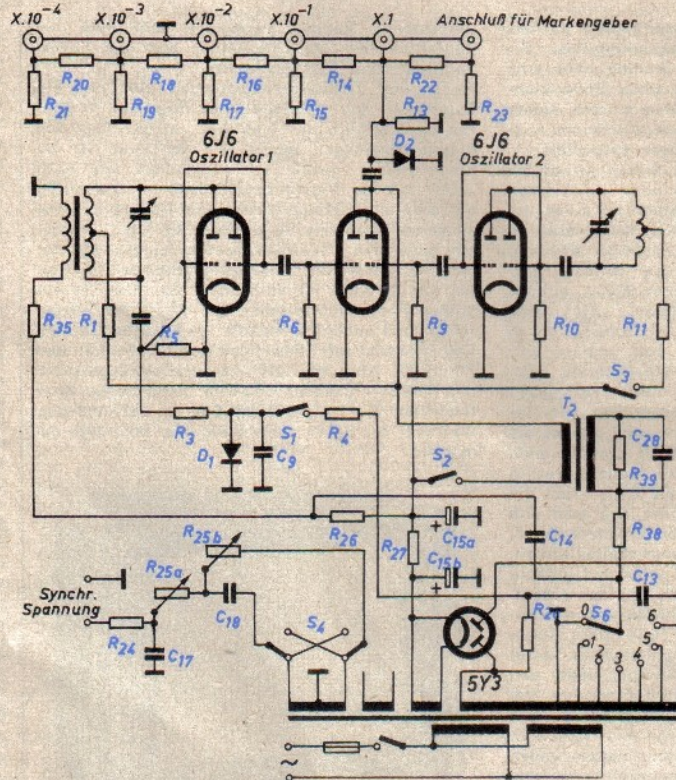 X.10⁻⁴ X.10⁻³ X.10⁻² X.10⁻¹ X.1 Anschluß für Markengeber
R20 R18 R16 R14 R22
R21 R19 R17 R15 R13 R23
6J6
Oszillator 1
D2
6J6
Oszillator 2
R35 R1 R5 R6 R9 R10 R11
S3
R3 D1 C9 S1 R4
S2
T2
C28
R39
R38
R26
R27
C15a
C15b
C14
C13
R25b
R25a
Synchr.
Spannung
R24
C17
C18
S4
5Y3
S6
0 1 2 3 4 5 6
+
+
~